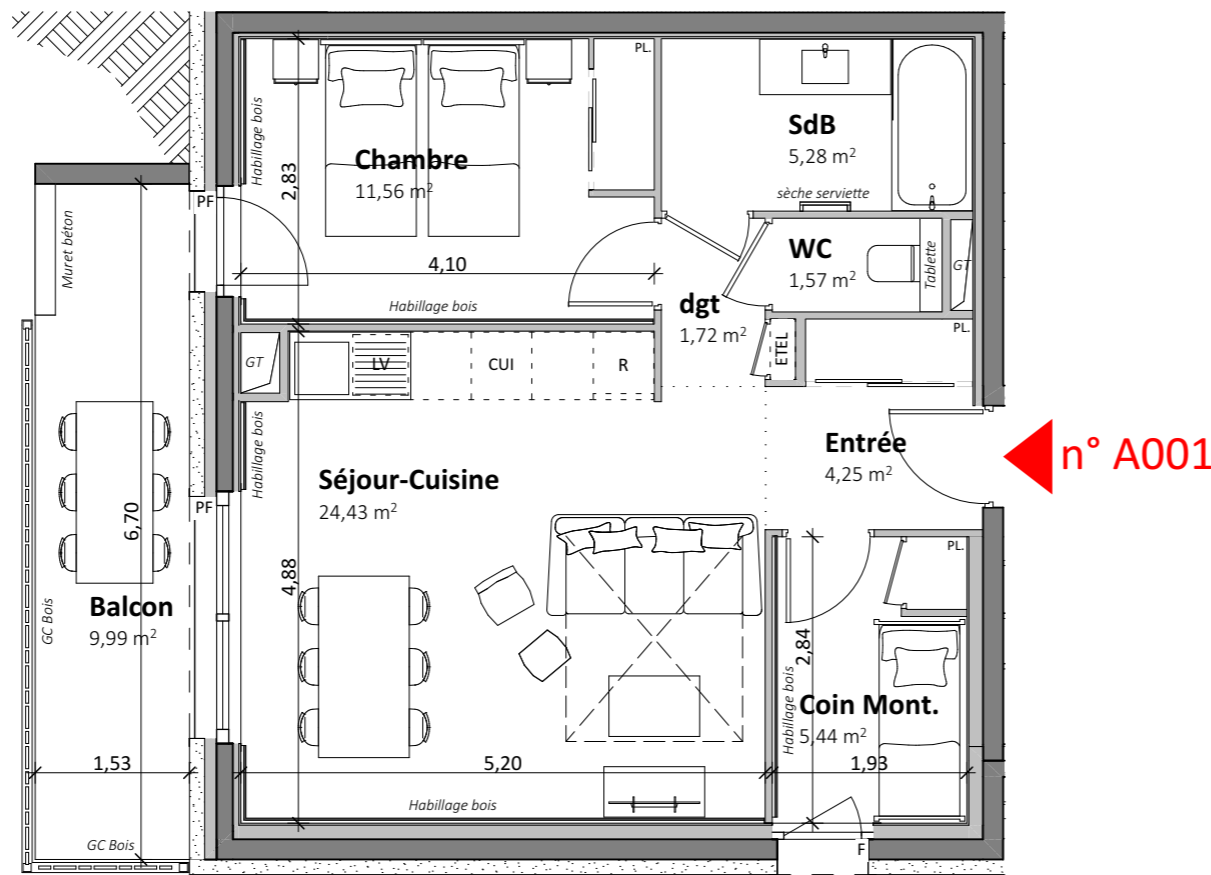 PL.
SdB
5,28 m²
sèche serviette
Habillage bois
2,83
Chambre
11,56 m²
PF
Muret béton
4,10
Habillage bois
WC
1,57 m²
Tablette
GT
dgt
1,72 m²
PL.
ETEL
GT
LV
CUI
R
Habillage bois
Entrée
4,25 m²
n° A001
Séjour-Cuisine
24,43 m²
PF
6,70
4,88
PL.
Balcon
9,99 m²
GC Bois
2,84
Habillage bois
Coin Mont.
5,44 m²
1,53
5,20
1,93
Habillage bois
GC Bois
F